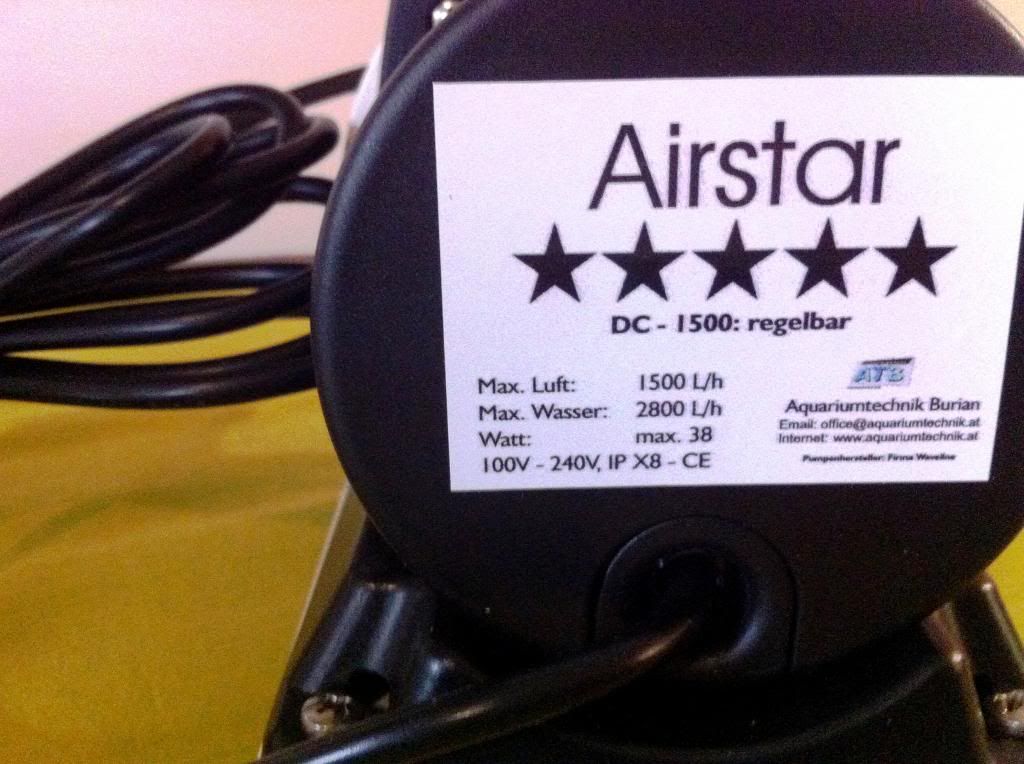 Airstar
DC - 1500: regelbar
Max. Luft: 1500 L/h
Max. Wasser: 2800 L/h
Watt: max. 38
100V - 240V, IP X8 - CE
ATB
Aquariumtechnik Burian
Email: office@aquariumtechnik.at
Internet: www.aquariumtechnik.at
Pumpenhersteller: Firma Waveline